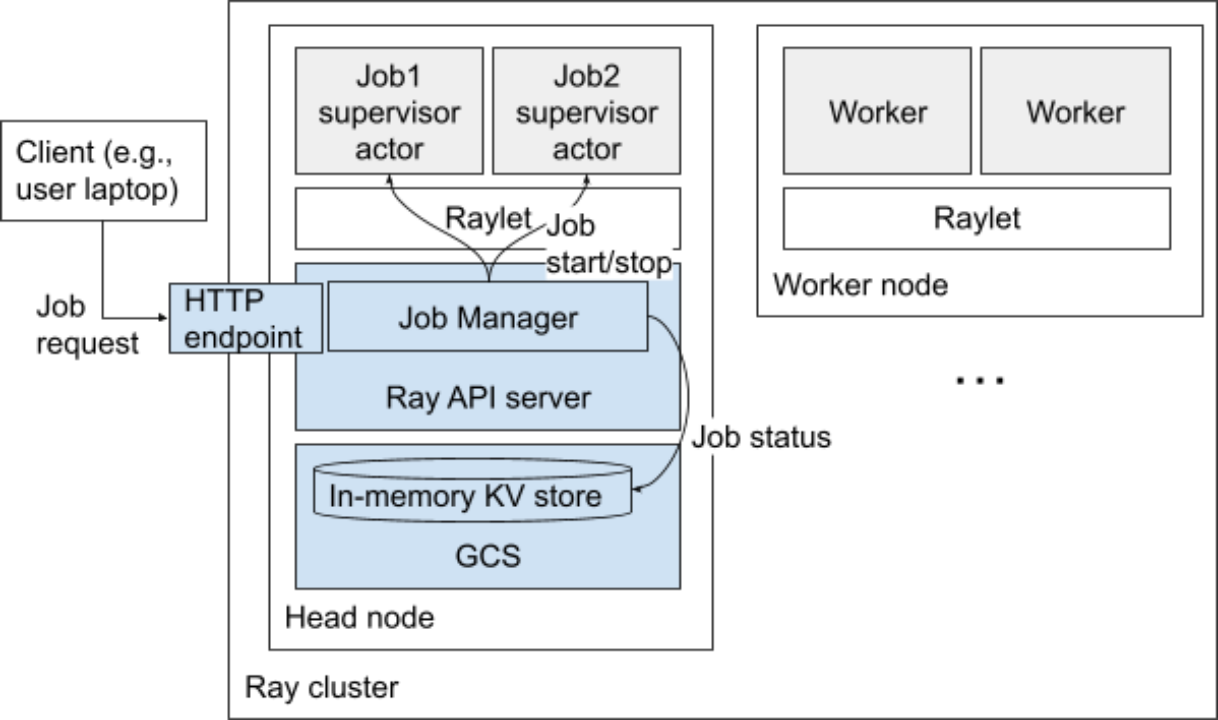 Client (e.g.,
user laptop)
Job
request
HTTP
endpoint
Job1
supervisor
actor
Job2
supervisor
actor
Raylet
Job
start/stop
Job Manager
Ray API server
Job status
In-memory KV store
GCS
Head node
Ray cluster
Worker
Worker
Raylet
Worker node
...